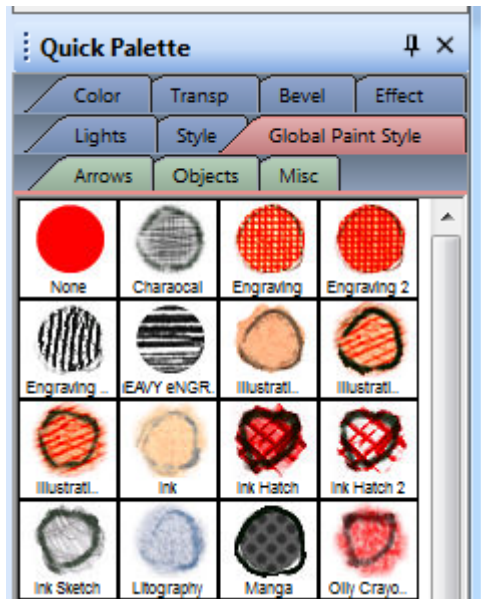 Quick Palette
Color Transp Bevel Effect
Lights Style Global Paint Style
Arrows Objects Misc
None Charaocal Engraving Engraving 2
Engraving .. iEAVY eNGR. Illustrati.. Illustrati..
Illustrati.. Ink Ink Hatch Ink Hatch 2
Ink Sketch Litography Manga Oily Crayo..